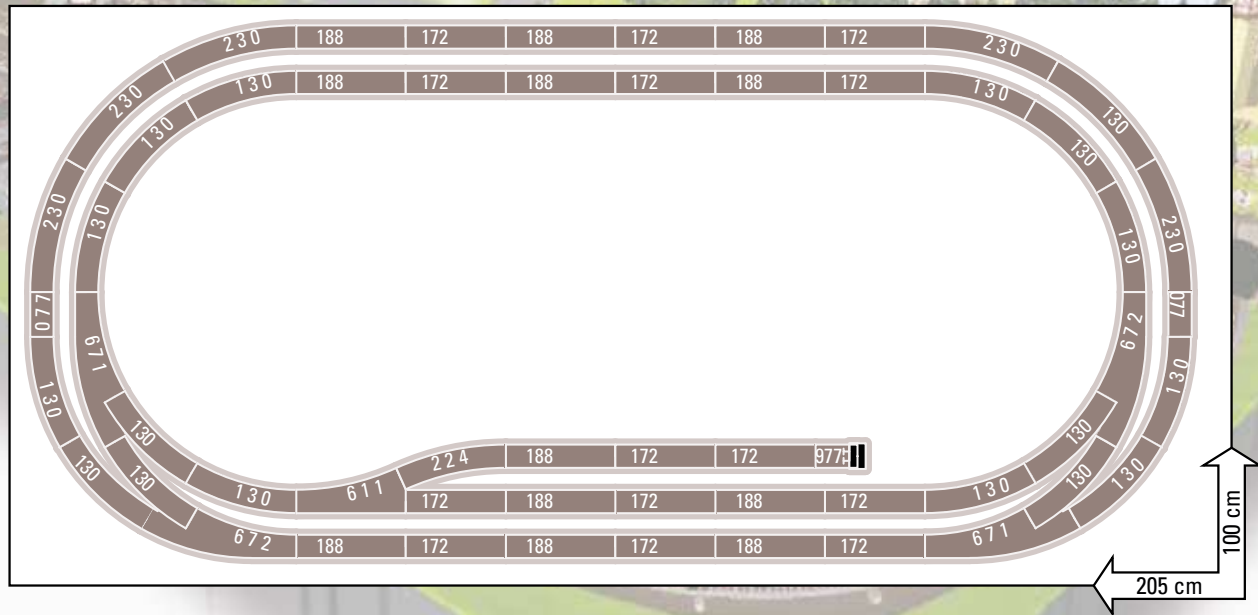 230 188 172 188 172 188 172 230
130 188 172 188 172 188 172 130
230 130 130 130
230 130 130 230
077 077
671 672
130 130
130 130 130 130
224 188 172 172 977
130 611 172 188 172 188 172 130
130 130
672 188 172 188 172 188 172 671
100 cm
205 cm